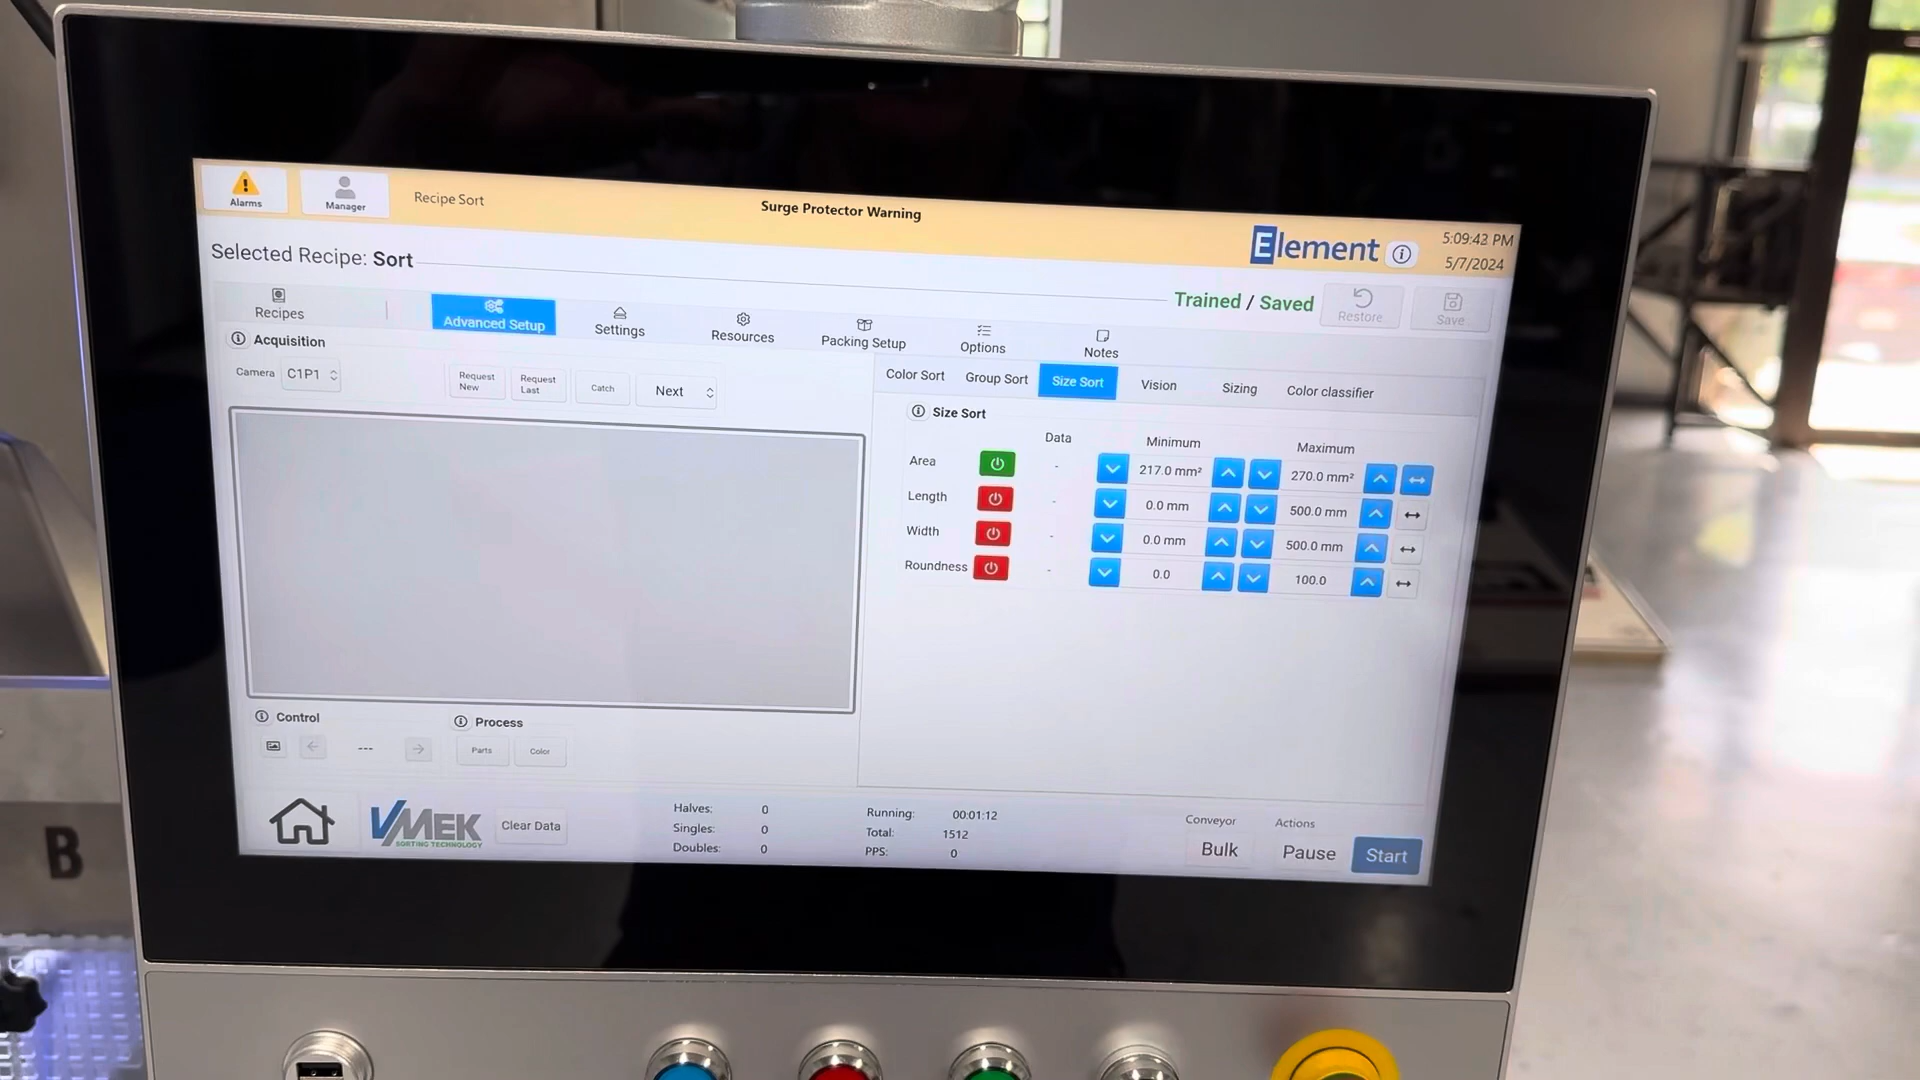 Alarms
Manager
Recipe Sort
Surge Protector Warning
Element
5:09:42 PM
5/7/2024
Selected Recipe: Sort
Trained / Saved
Restore
Save
Recipes
Advanced Setup
Settings
Resources
Packing Setup
Options
Notes
Acquisition
Camera
C1P1
Request New
Request Last
Catch
Next
Color Sort
Group Sort
Size Sort
Vision
Sizing
Color classifier
Size Sort
Data
Minimum
Maximum
Area
-
217.0 mm²
270.0 mm²
Length
-
0.0 mm
500.0 mm
Width
-
0.0 mm
500.0 mm
Roundness
-
0.0
100.0
Control
Process
---
Parts
Color
VMEK
SORTING TECHNOLOGY
Clear Data
Halves: 0
Singles: 0
Doubles: 0
Running: 00:01:12
Total: 1512
PPS: 0
Conveyor
Bulk
Actions
Pause
Start
B